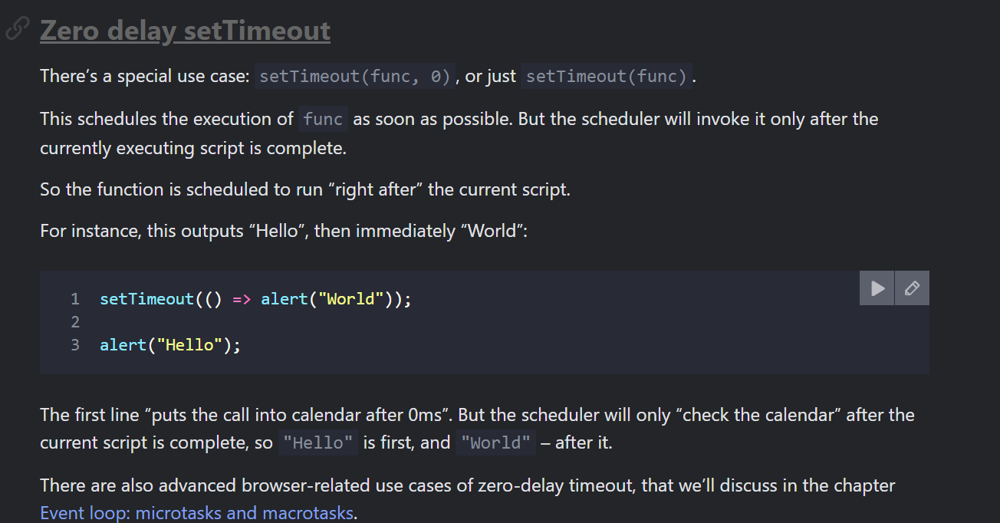 Zero delay setTimeout
There’s a special use case: setTimeout(func, 0), or just setTimeout(func).
This schedules the execution of func as soon as possible. But the scheduler will invoke it only after the
currently executing script is complete.
So the function is scheduled to run “right after” the current script.
For instance, this outputs “Hello”, then immediately “World”:
1 setTimeout(() => alert("World"));
2
3 alert("Hello");
The first line “puts the call into calendar after 0ms”. But the scheduler will only “check the calendar” after the
current script is complete, so "Hello" is first, and "World" – after it.
There are also advanced browser-related use cases of zero-delay timeout, that we’ll discuss in the chapter
Event loop: microtasks and macrotasks.